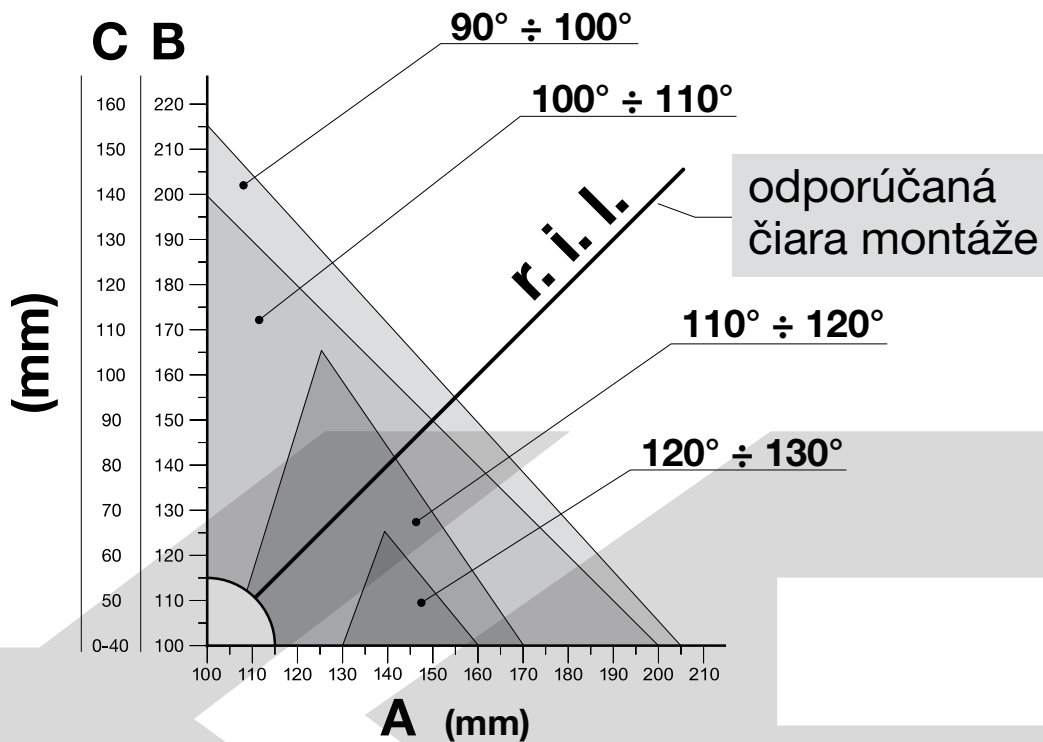 C B
90° ÷ 100°
100° ÷ 110°
r. i. l.
odporúčaná
čiara montáže
110° ÷ 120°
120° ÷ 130°
(mm)
160 220
150 210
140 200
130 190
120 180
110 170
100 160
90 150
80 140
70 130
60 120
50 110
0-40 100
100 110 120 130 140 150 160 170 180 190 200 210
A (mm)